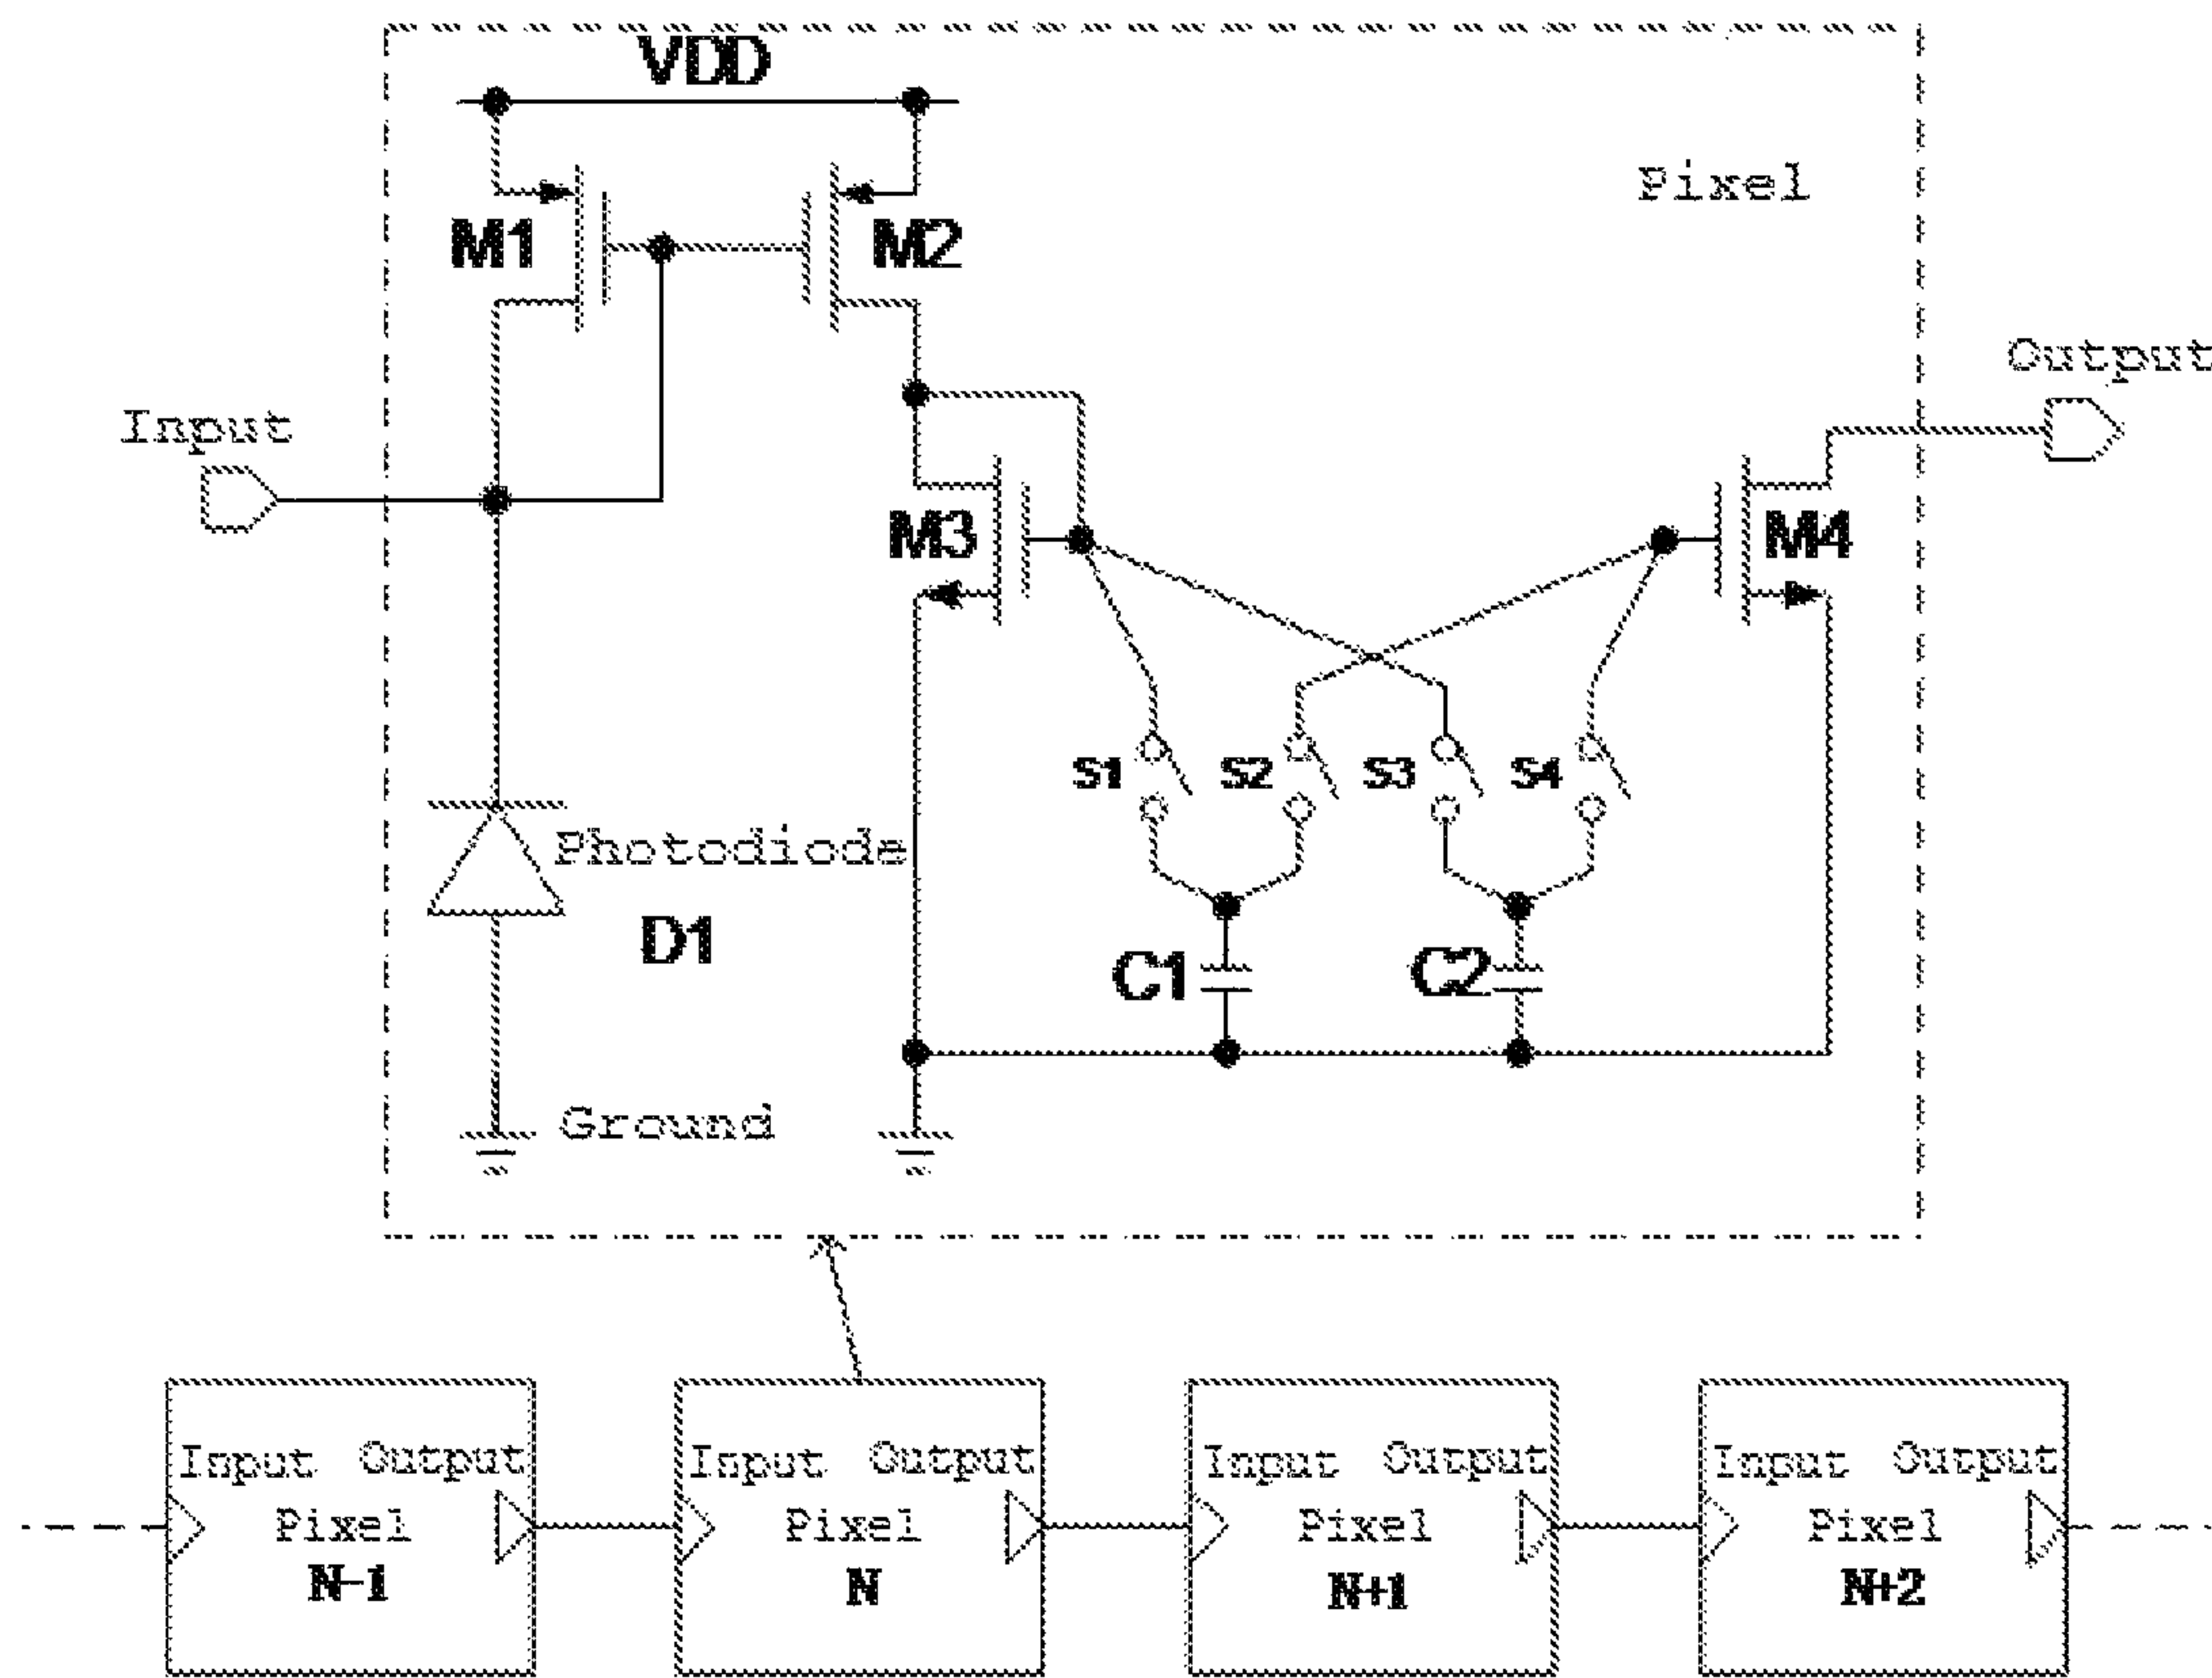 VDD
Pixel
M1
M2
Output
Input
M3
M4
S1
S2
S3
S4
Photodiode
D1
C1
C2
Ground
Input Output
Pixel
N-1
Input Output
Pixel
N
Input Output
Pixel
N+1
Input Output
Pixel
N+2